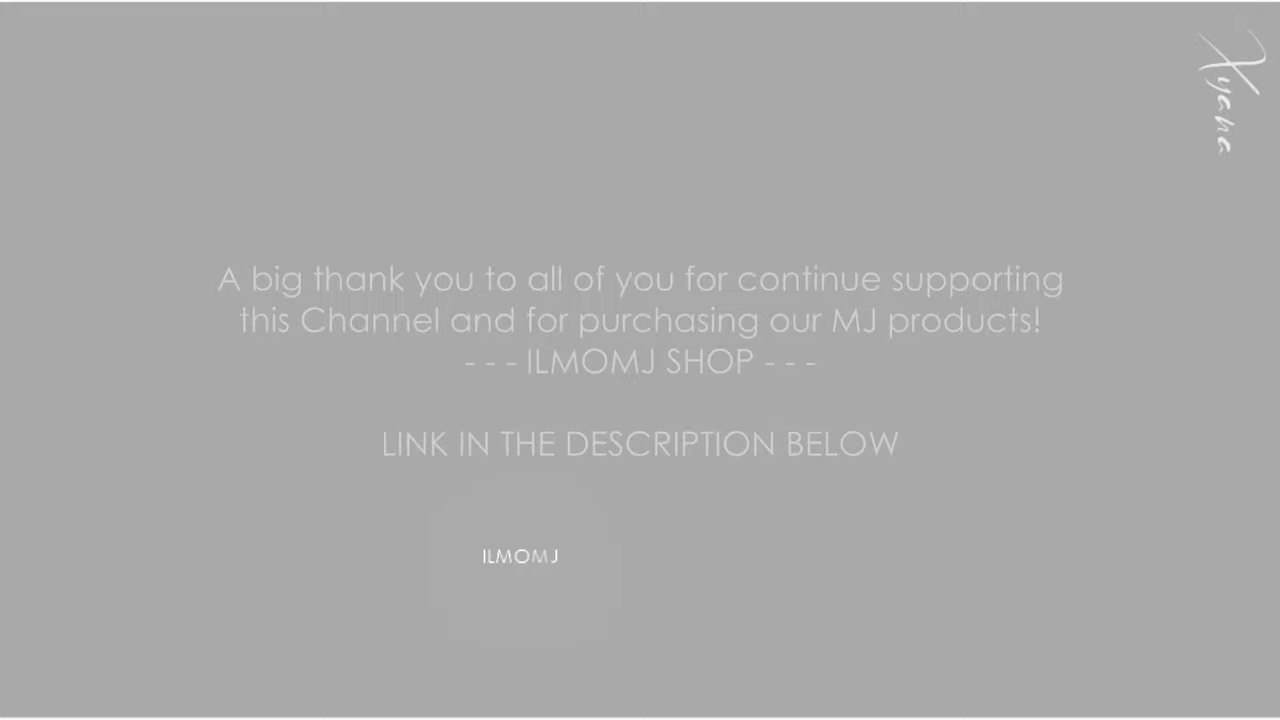 Xyana
A big thank you to all of you for continue supporting
this Channel and for purchasing our MJ products!
- - - ILMOMJ SHOP - - -
LINK IN THE DESCRIPTION BELOW
ILMOMJ